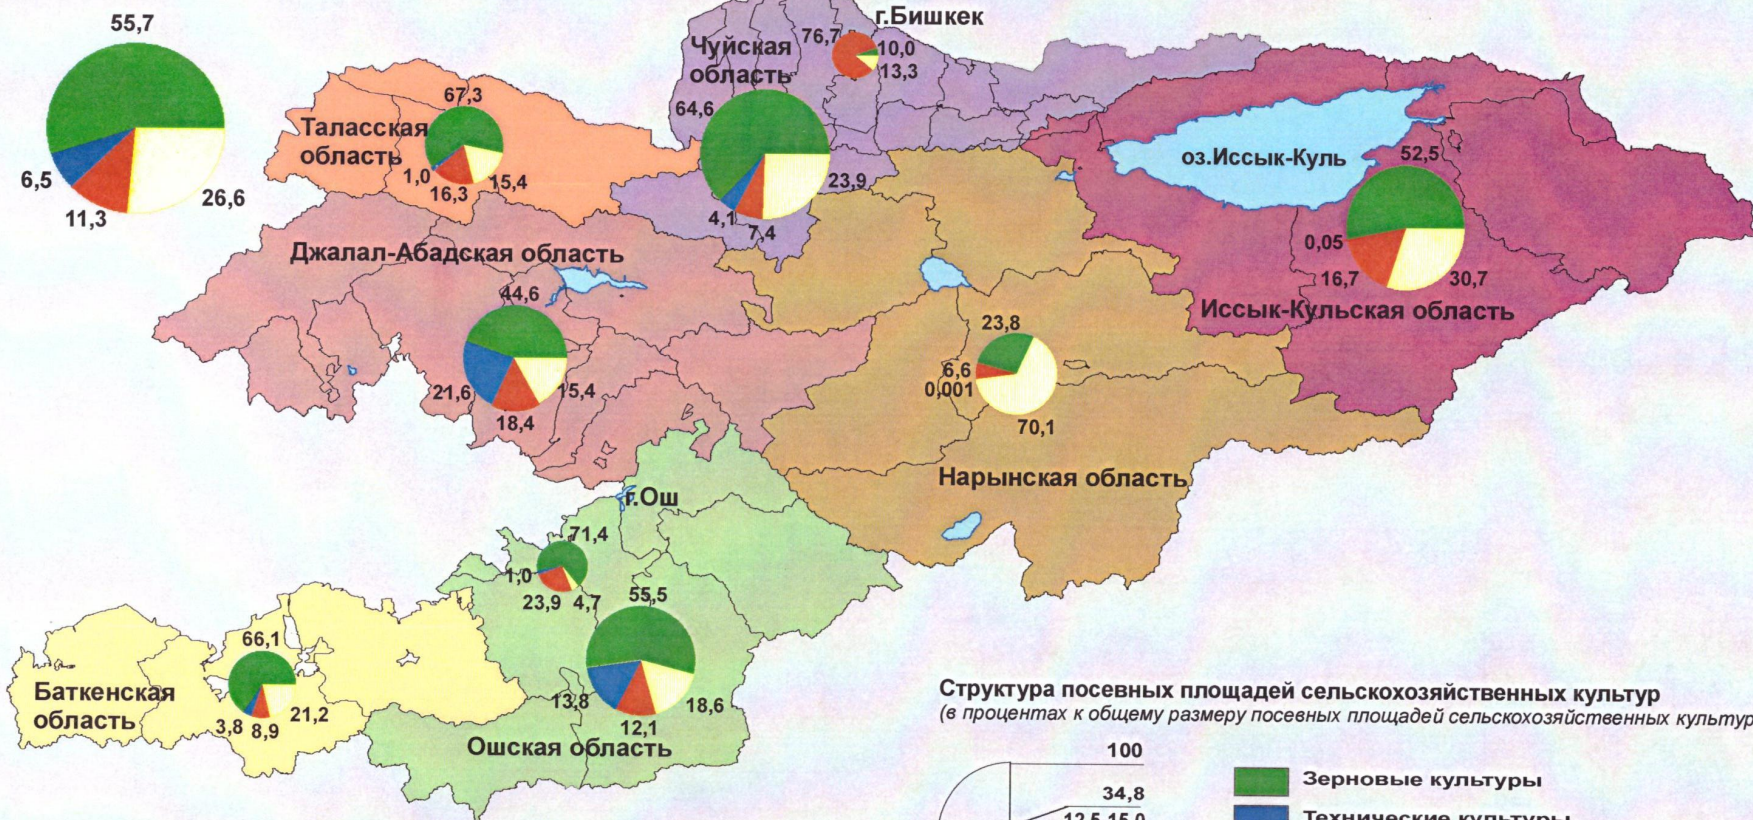 55,7
6,5
11,3
26,6
г.Бишкек
76,7
10,0
13,3
Чуйская
область
64,6
23,9
4,1
7,4
67,3
Таласская
область
1,0
16,3
15,4
оз.Иссык-Куль
52,5
0,05
16,7
30,7
Иссык-Кульская область
Джалал-Абадская область
44,6
21,6
15,4
18,4
23,8
6,6
0,001
70,1
Нарынская область
г.Ош
71,4
1,0
23,9
4,7
55,5
13,8
18,6
12,1
Ошская область
66,1
Баткенская
область
3,8
8,9
21,2
Структура посевных площадей сельскохозяйственных культур
(в процентах к общему размеру посевных площадей сельскохозяйственных культур
100
34,8
12,5-15,0
Зерновые культуры
Технические культуры